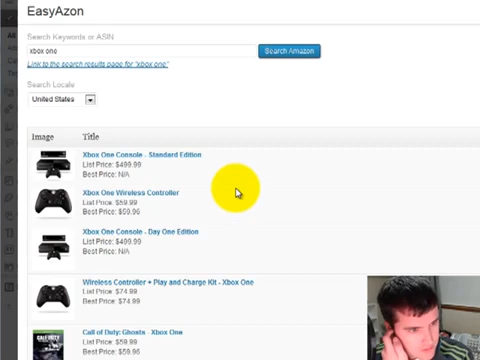 EasyAzon
Search Keywords or ASIN
xbox one
Search Amazon
Link to the search results page for "xbox one"
Search Locale
United States
Image Title
Xbox One Console - Standard Edition
List Price: $499.99
Best Price: N/A
Xbox One Wireless Controller
List Price: $59.99
Best Price: $59.96
Xbox One Console - Day One Edition
List Price: $499.99
Best Price: N/A
Wireless Controller + Play and Charge Kit - Xbox One
List Price: $74.99
Best Price: $74.99
Call of Duty: Ghosts - Xbox One
List Price: $59.99
Best Price: $59.99